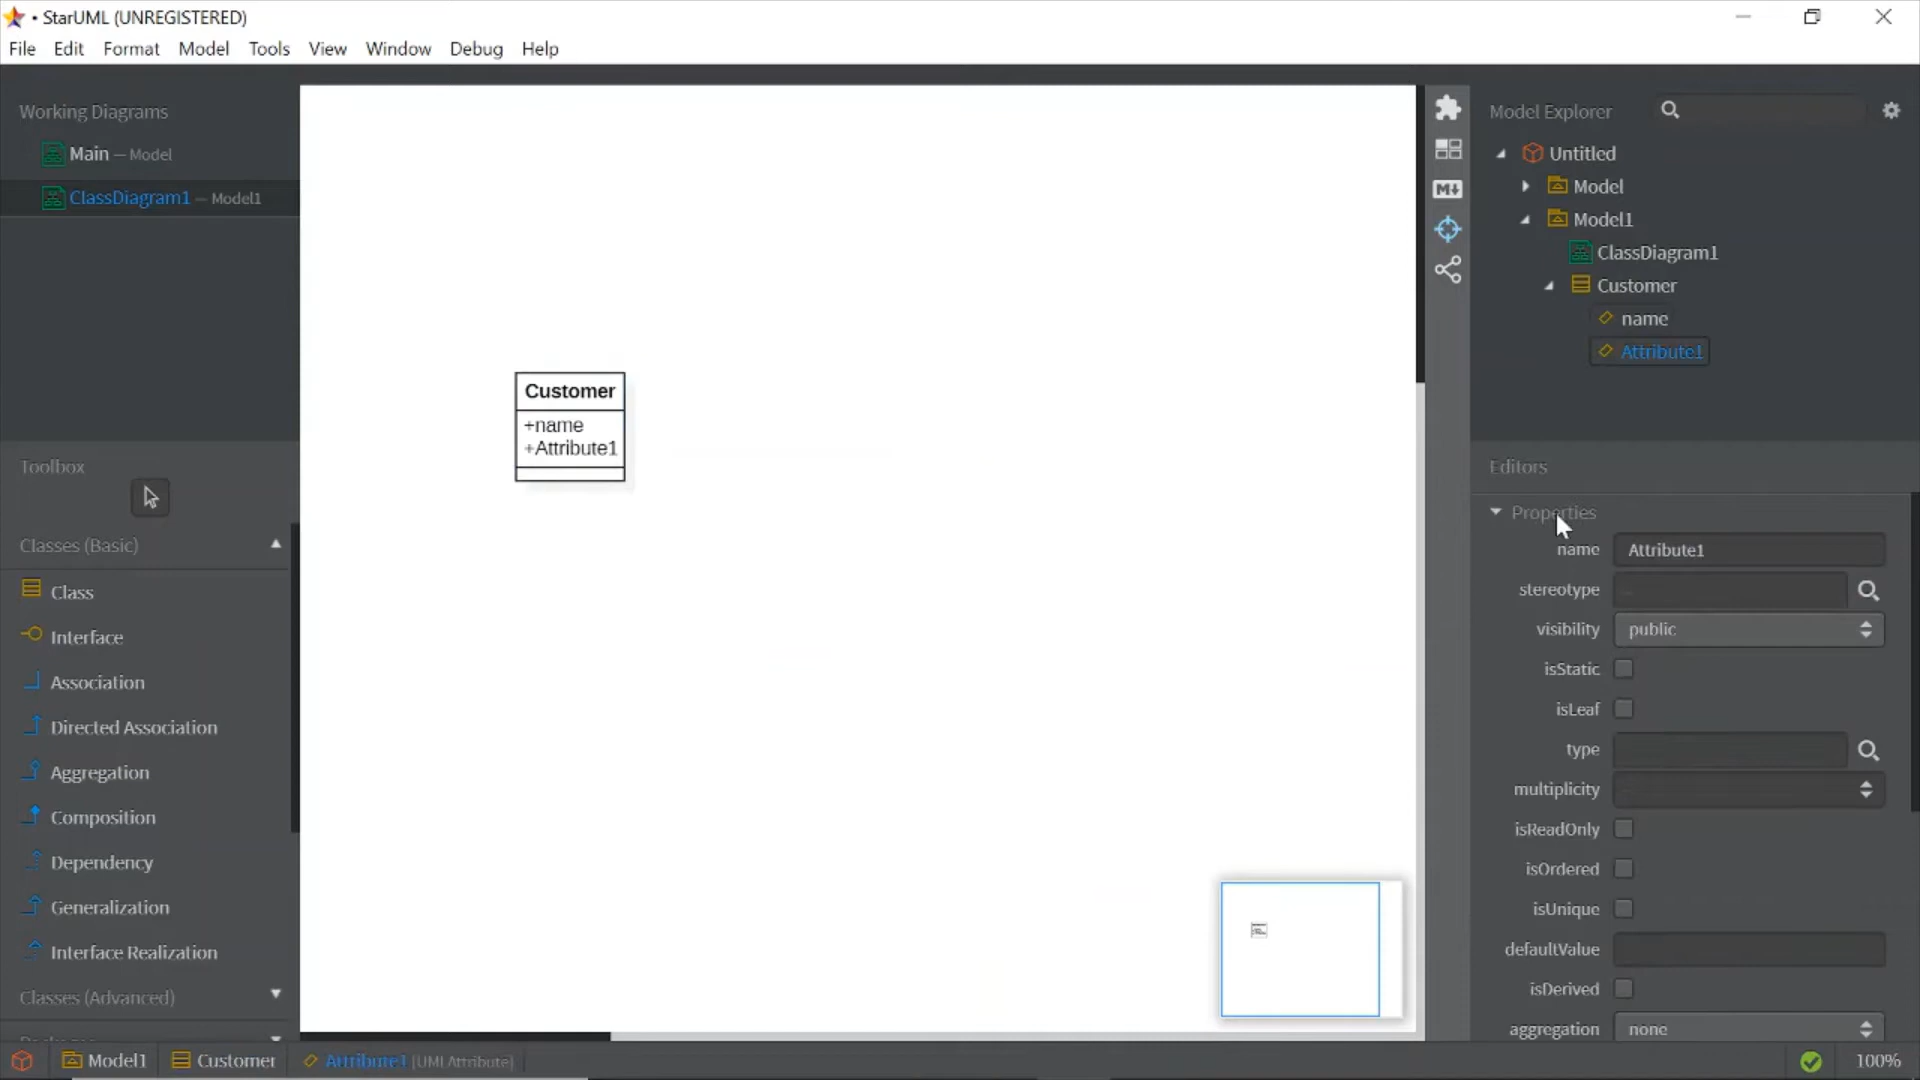 • StarUML (UNREGISTERED)
File Edit Format Model Tools View Window Debug Help
Working Diagrams
Main — Model
ClassDiagram1 — Model1
Toolbox
Classes (Basic)
Class
Interface
Association
Directed Association
Aggregation
Composition
Dependency
Generalization
Interface Realization
Classes (Advanced)
Customer
+name
+Attribute1
M
Model Explorer
Untitled
Model
Model1
ClassDiagram1
Customer
name
Attribute1
Editors
Properties
name Attribute1
stereotype
visibility public
isStatic
isLeaf
type
multiplicity
isReadOnly
isOrdered
isUnique
defaultValue
isDerived
aggregation none
Model1 Customer Attribute1 [UMLAttribute]
100%